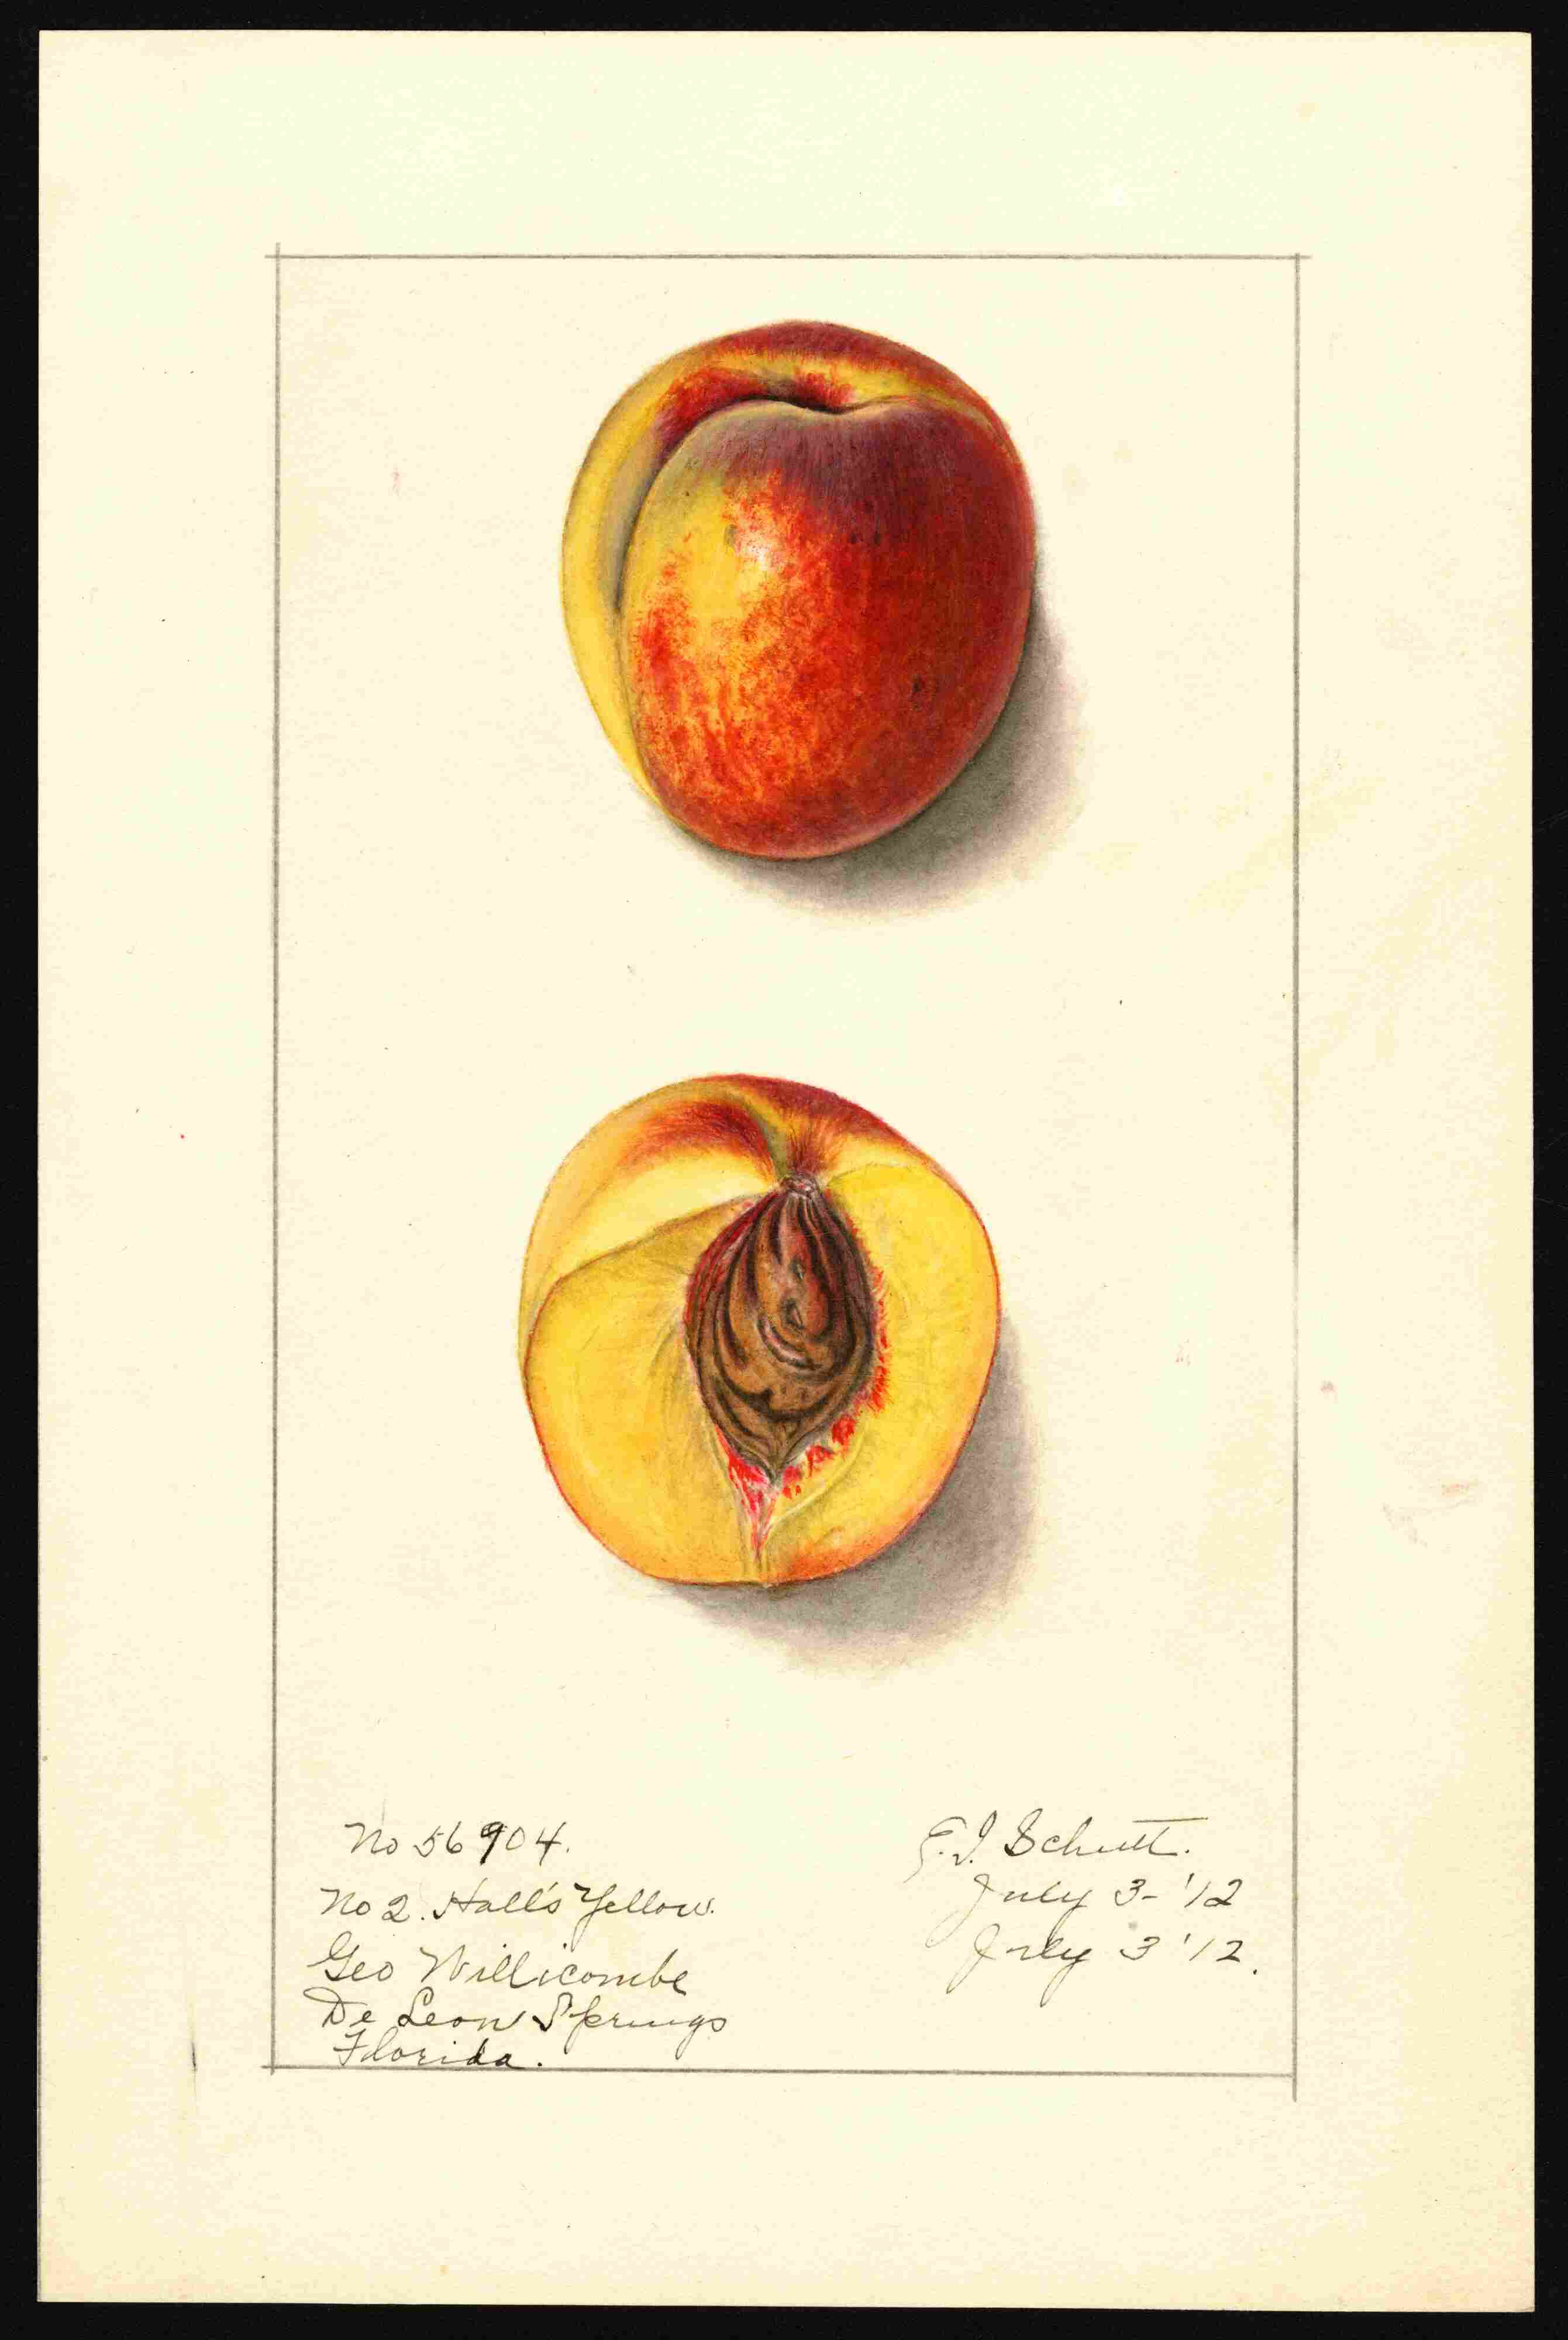 No 56904.
No 2. Hall's Yellow.
Geo Willicombe
De Leon Springs
Florida.
E. I. Schutt.
July 3-'12
July 3 '12.